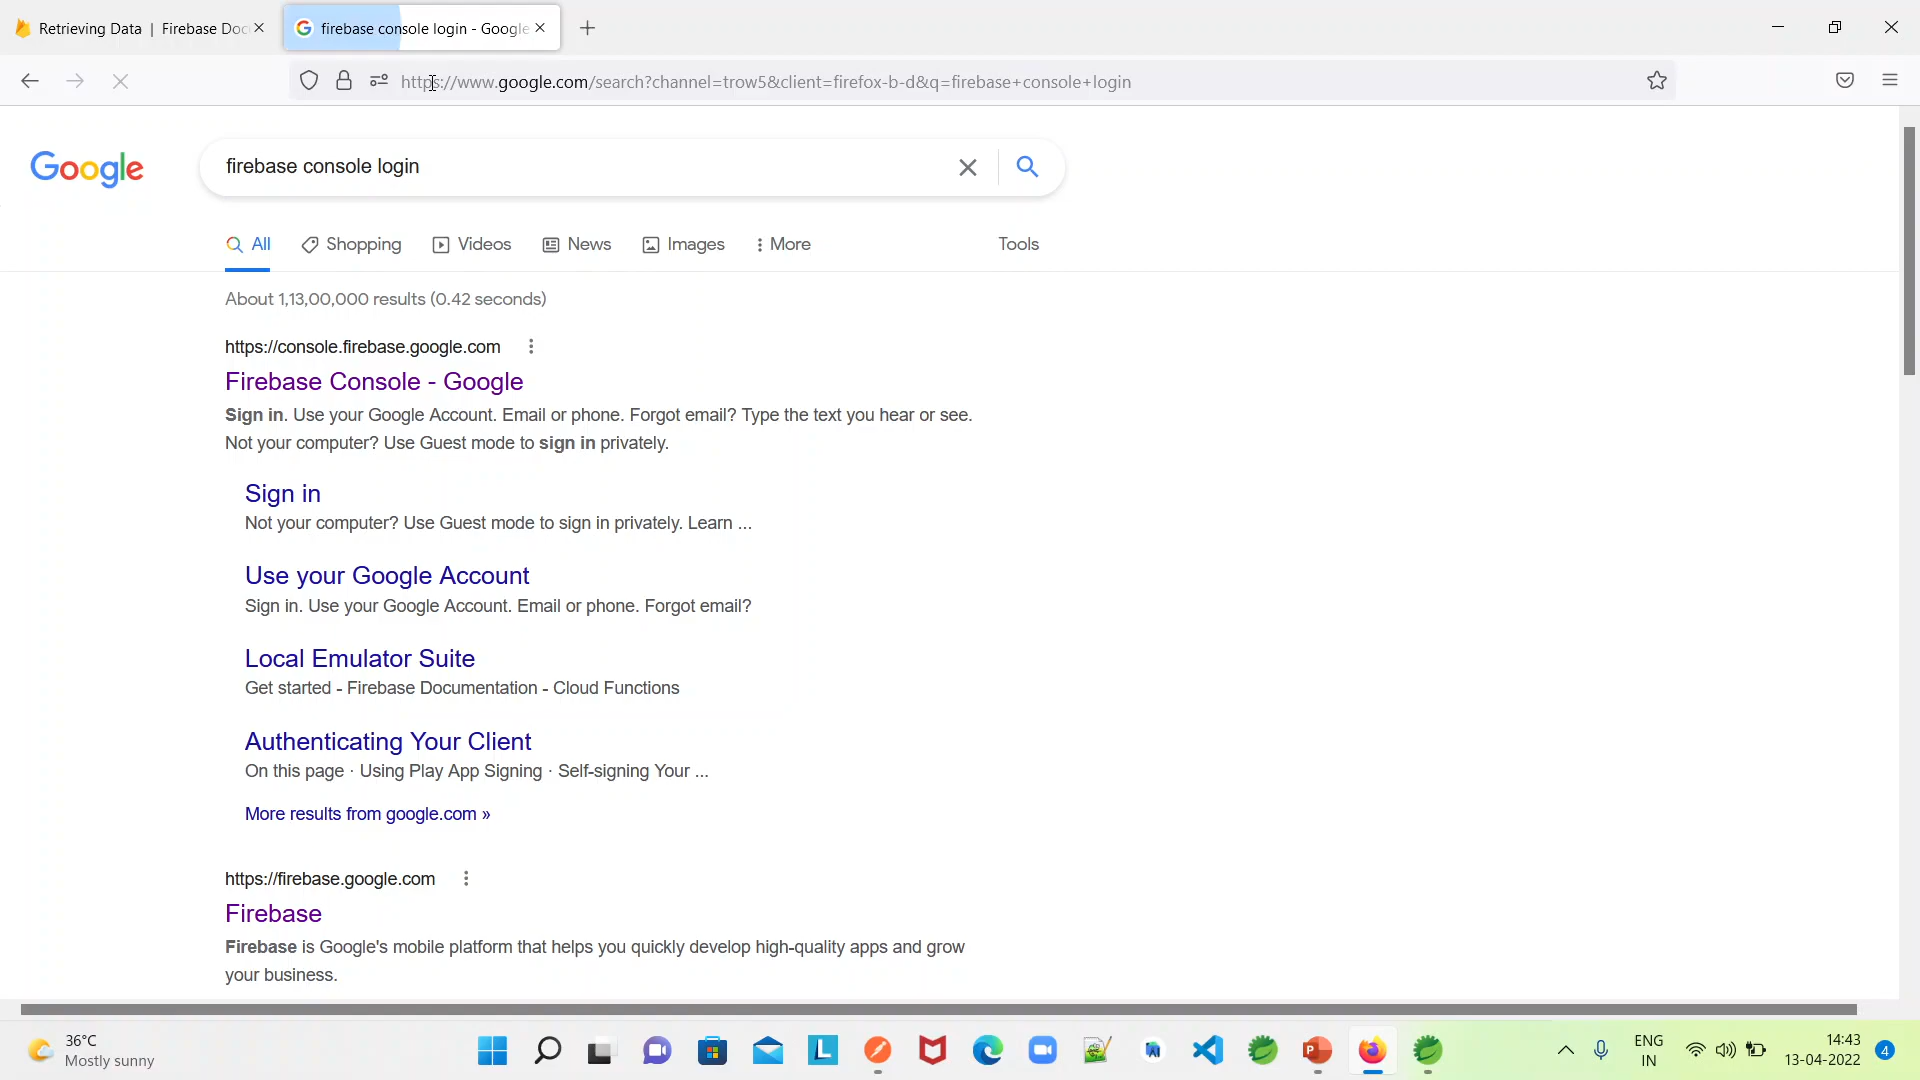 Retrieving Data | Firebase Doc
firebase console login - Google
https://www.google.com/search?channel=trow5&client=firefox-b-d&q=firebase+console+login
Google
firebase console login
All
Shopping
Videos
News
Images
More
Tools
About 1,13,00,000 results (0.42 seconds)
https://console.firebase.google.com
Firebase Console - Google
Sign in. Use your Google Account. Email or phone. Forgot email? Type the text you hear or see.
Not your computer? Use Guest mode to sign in privately.
Sign in
Not your computer? Use Guest mode to sign in privately. Learn ...
Use your Google Account
Sign in. Use your Google Account. Email or phone. Forgot email?
Local Emulator Suite
Get started - Firebase Documentation - Cloud Functions
Authenticating Your Client
On this page · Using Play App Signing · Self-signing Your ...
More results from google.com »
https://firebase.google.com
Firebase
Firebase is Google's mobile platform that helps you quickly develop high-quality apps and grow
your business.
36°C
Mostly sunny
L
P
ENG
IN
14:43
13-04-2022
4